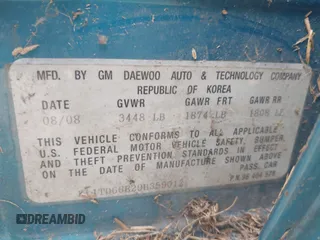 MFD. BY GM DAEWOO AUTO & TECHNOLOGY COMPANY
REPUBLIC OF KOREA
DATE GVWR GAWR FRT GAWR RR
08/08 3448 LB 1874 LB
THIS VEHICLE CONFORMS TO ALL APPLICABLE
U.S. FEDERAL MOTOR VEHICLE SAFETY, BUMPER,
AND THEFT PREVENTION STANDARDS IN EFFECT
ON THE DATE OF MANUFACTURE SHOWN ABOVE
PASS. CAR
AUTOBIDMASTER